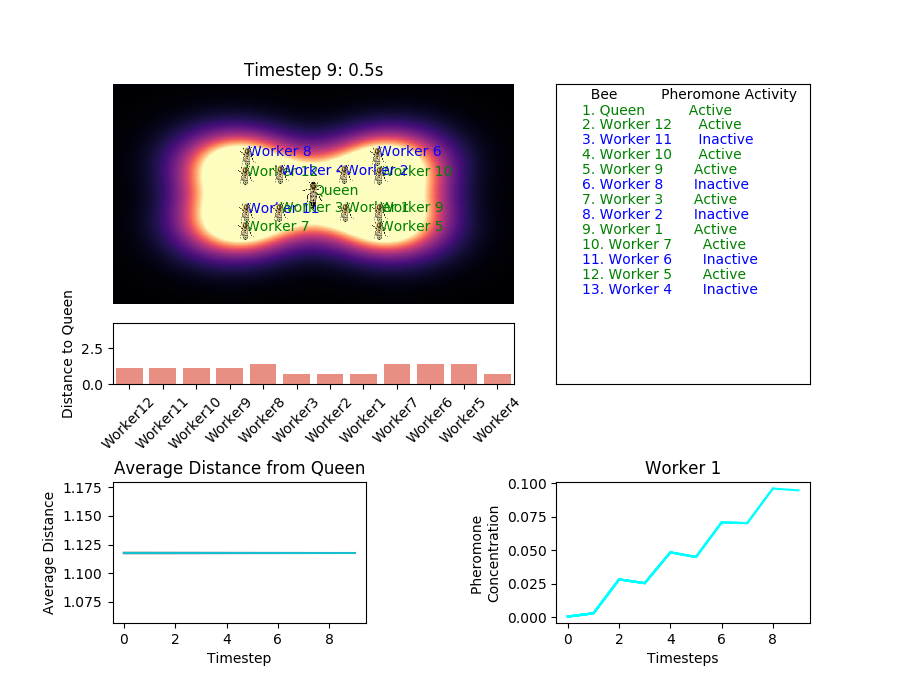 Timestep 9: 0.5s
Worker 8
Worker 6
Worker 12
Worker 4
Worker 2
Worker 10
Queen
Worker 11
Worker 3
Worker 1
Worker 9
Worker 7
Worker 5
Bee Pheromone Activity
1. Queen Active
2. Worker 12 Active
3. Worker 11 Inactive
4. Worker 10 Active
5. Worker 9 Active
6. Worker 8 Inactive
7. Worker 3 Active
8. Worker 2 Inactive
9. Worker 1 Active
10. Worker 7 Active
11. Worker 6 Inactive
12. Worker 5 Active
13. Worker 4 Inactive
Distance to Queen
2.5
0.0
Worker12 Worker11 Worker10 Worker9 Worker8 Worker3 Worker2 Worker1 Worker7 Worker6 Worker5 Worker4
Average Distance from Queen
Average Distance
1.175
1.150
1.125
1.100
1.075
0 2 4 6 8
Timestep
Worker 1
Pheromone
Concentration
0.100
0.075
0.050
0.025
0.000
0 2 4 6 8
Timesteps